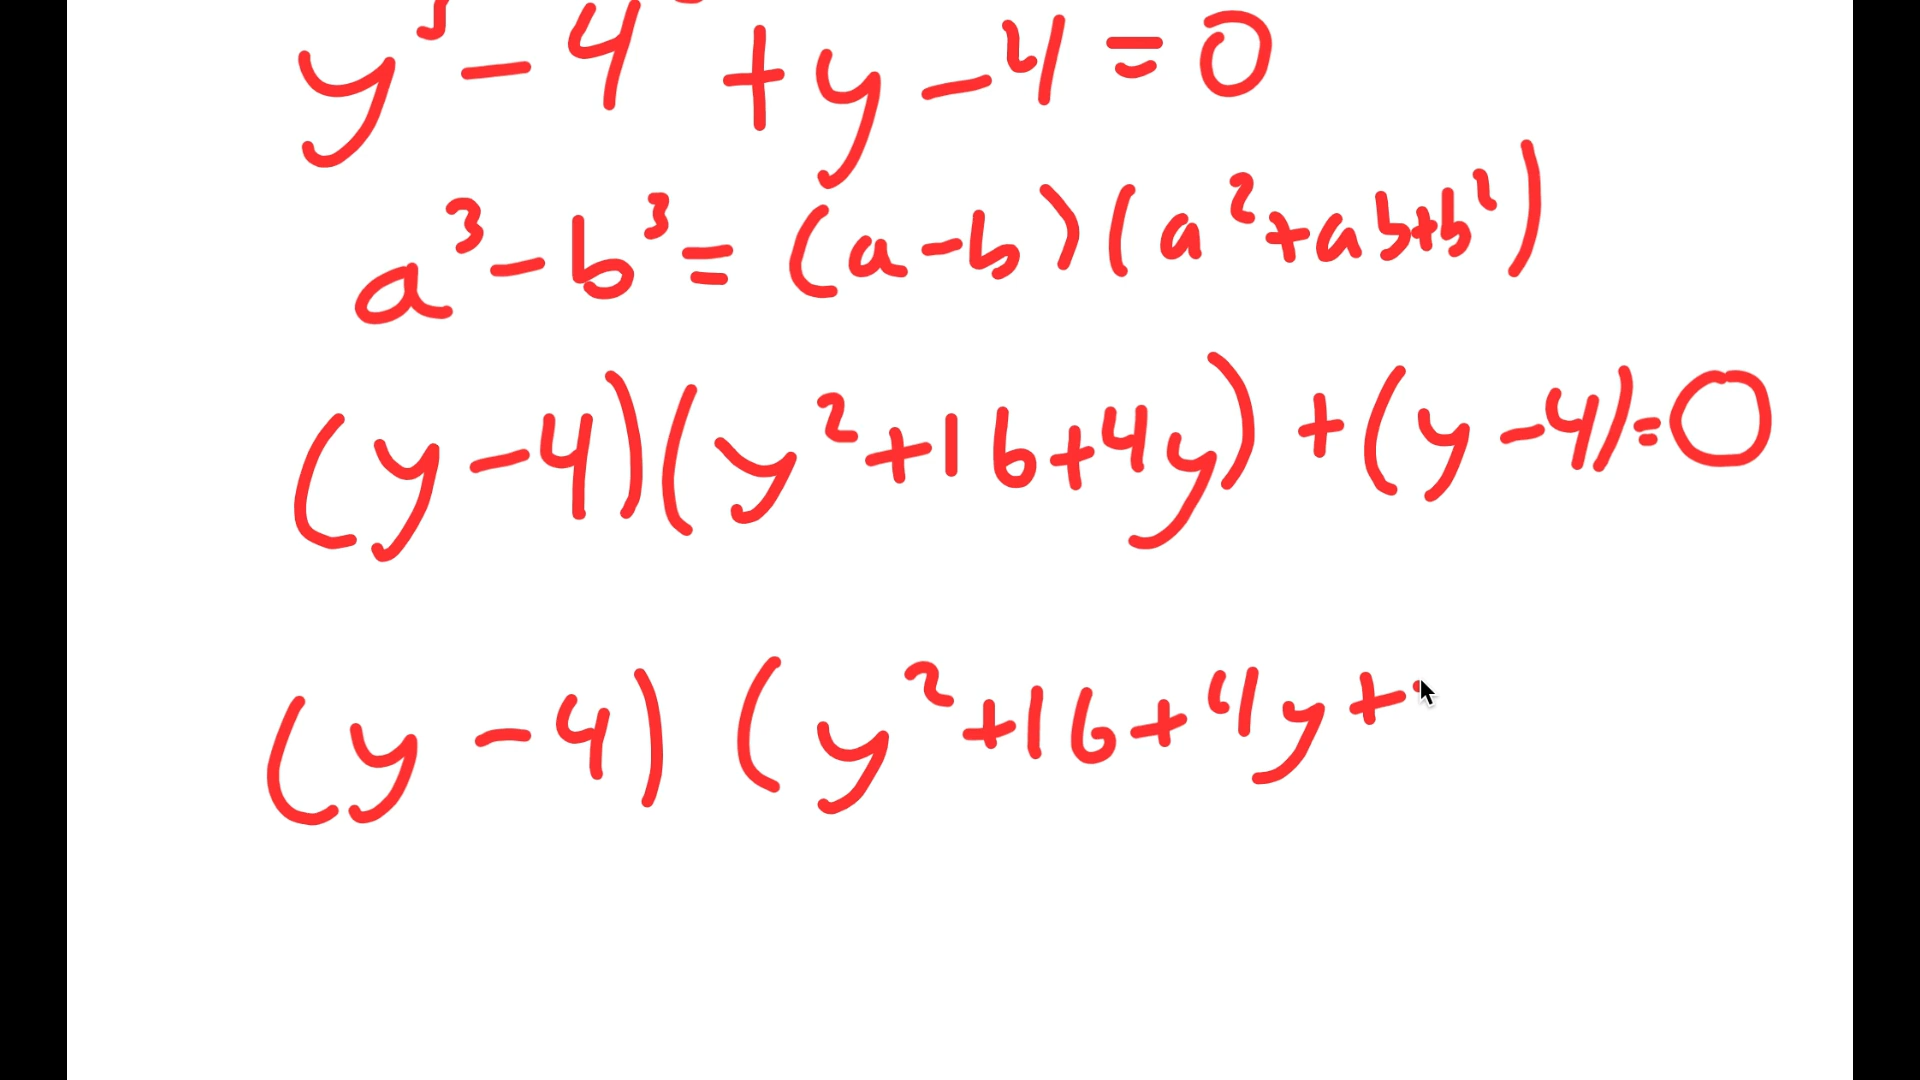 y³ - 4³ + y - 4 = 0
a³ - b³ = (a - b)(a² + ab + b²)
(y - 4)(y² + 16 + 4y) + (y - 4) = 0
(y - 4) (y² + 16 + 4y +